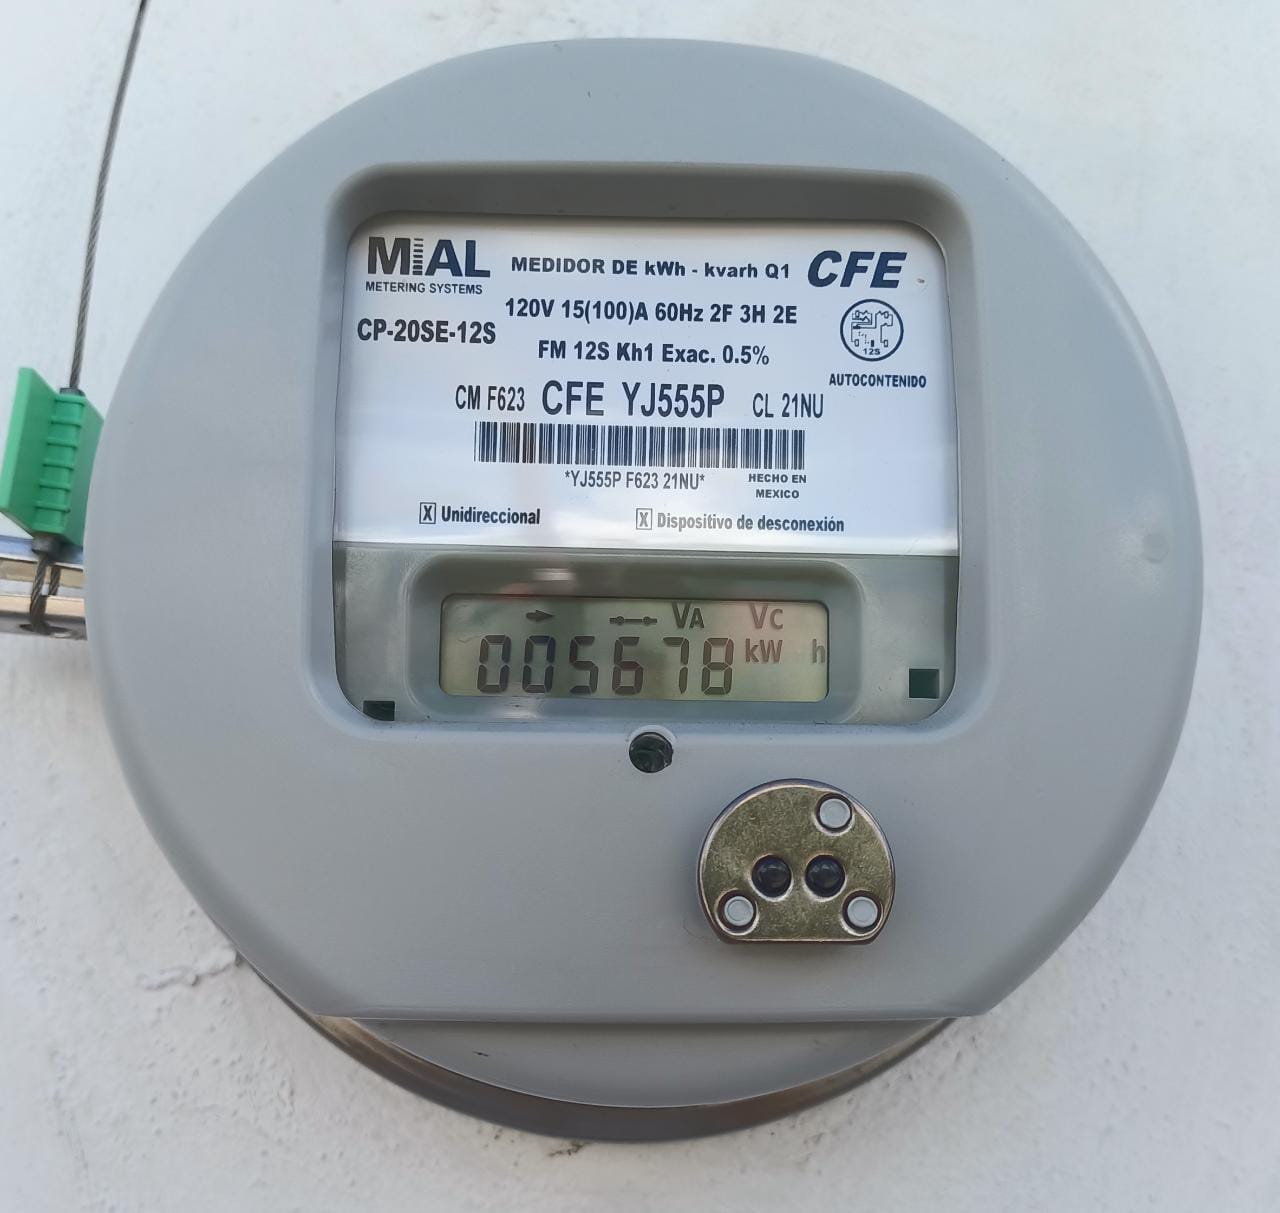 MIAL
METERING SYSTEMS
MEDIDOR DE kWh - kvarh Q1
CFE
120V 15(100)A 60Hz 2F 3H 2E
CP-20SE-12S
FM 12S Kh1 Exac. 0.5%
12S
AUTOCONTENIDO
CM F623 CFE YJ555P CL 21NU
*YJ555P F623 21NU*
HECHO EN
MEXICO
X Unidireccional
X Dispositivo de desconexión
VA VC
005678 kW h